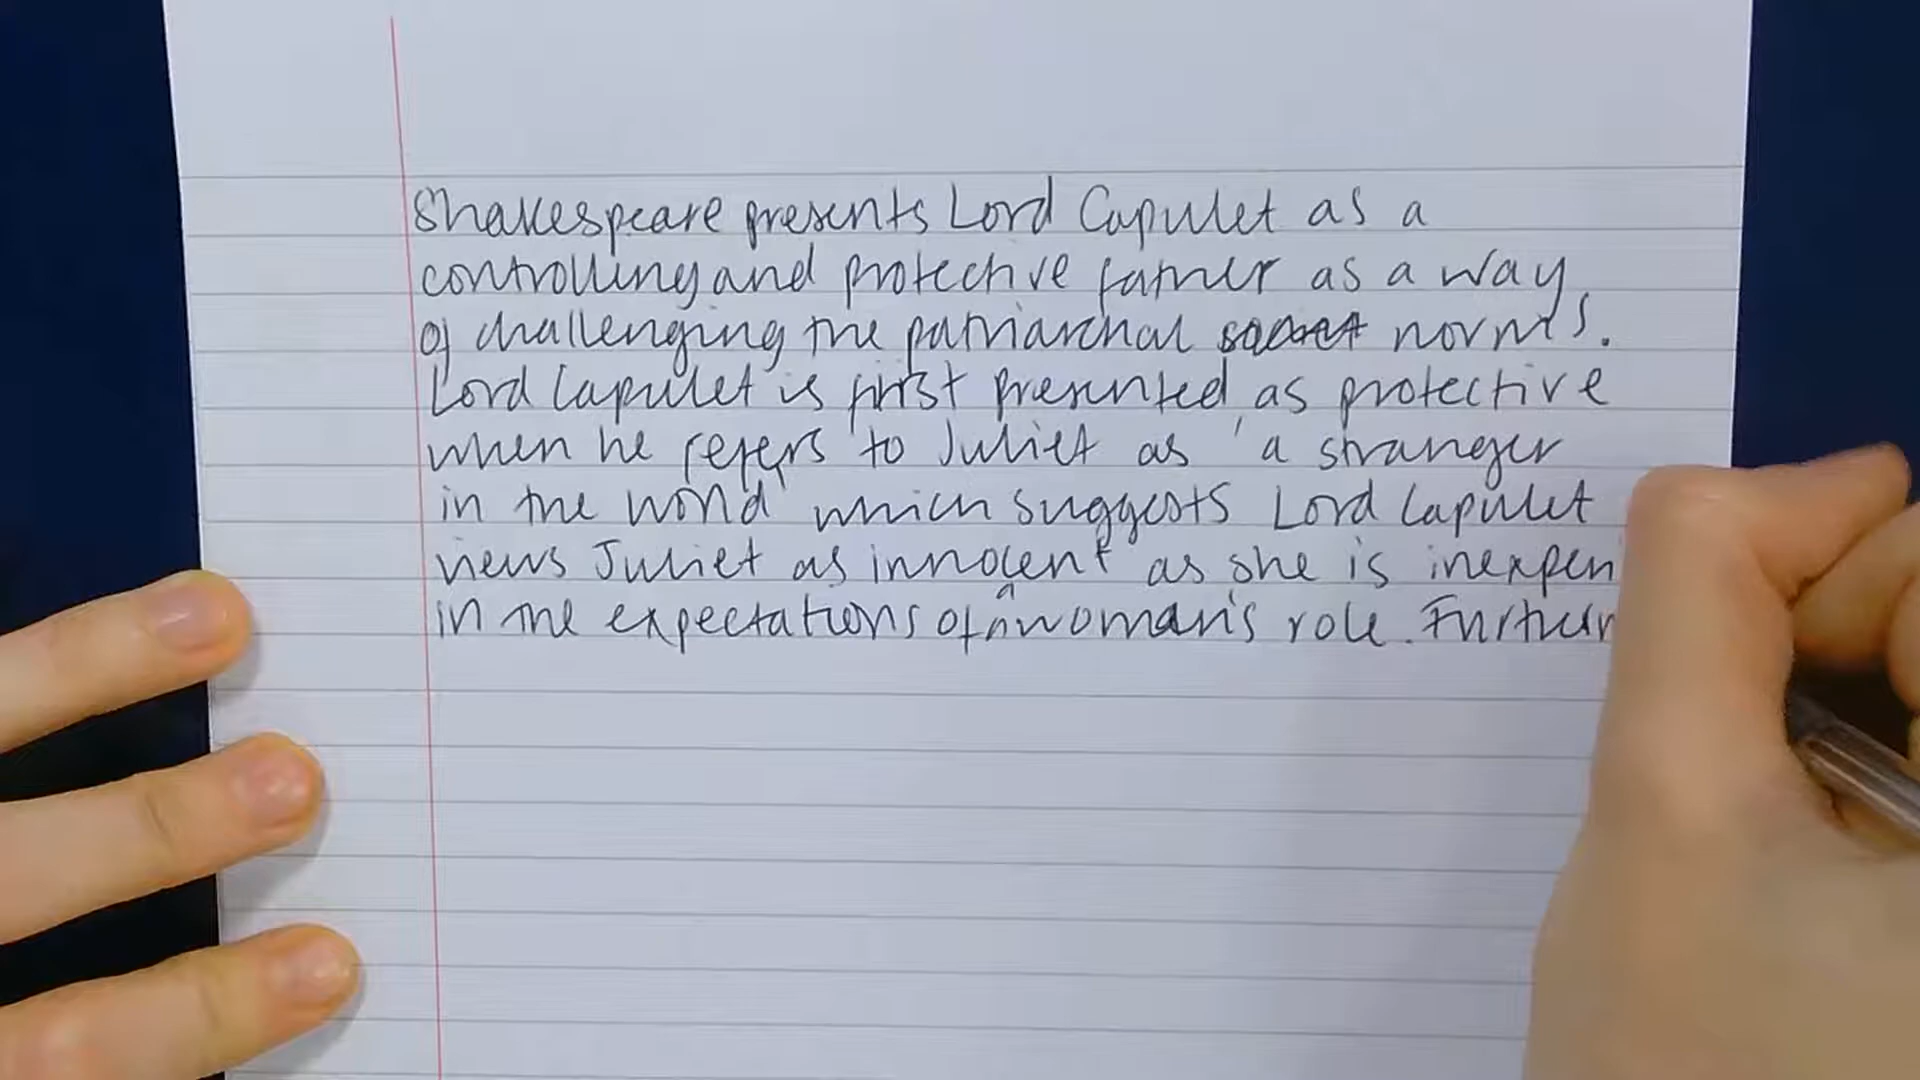 Shakespeare presents Lord Capulet as a
controlling and protective father as a way
of challenging the patriarchal norms.
Lord Capulet is first presented as protective
when he refers to Juliet as 'a stranger
in the world' which suggests Lord Capulet
views Juliet as innocent as she is inexperi
in the expectations of a woman's role. Further